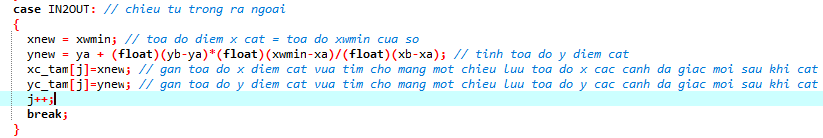 case IN2OUT: // chieu tu trong ra ngoai
{
xnew = xwmin; // toa do diem x cat = toa do xwmin cua so
ynew = ya + (float)(yb-ya)*(float)(xwmin-xa)/(float)(xb-xa); // tinh toa do y diem cat
xc_tam[j]=xnew; // gan toa do x diem cat vua tim cho mang mot chieu luu toa do x cac canh da giac moi sau khi cat
yc_tam[j]=ynew; // gan toa do y diem cat vua tim cho mang mot chieu luu toa do y cac canh da giac moi sau khi cat
j++;
break;
}